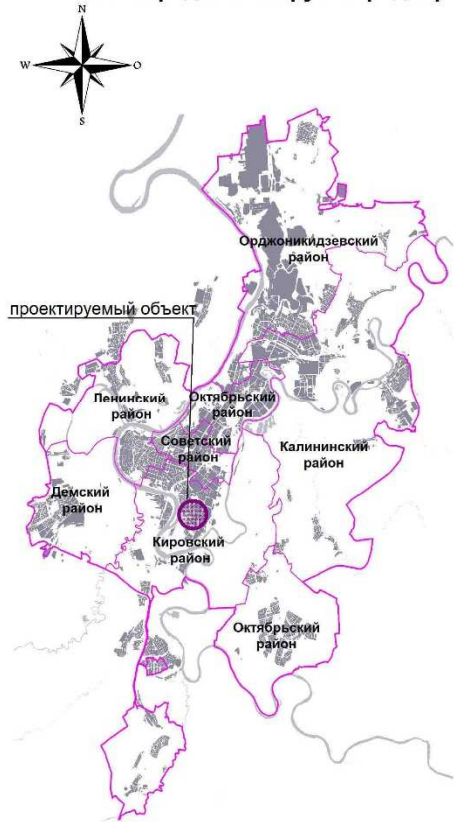 N
W
O
S
Орджоникидзевский
район
проектируемый объект
Ленинский
район
Октябрьский
район
Советский
район
Калининский
район
Демский
район
Кировский
район
Октябрьский
район